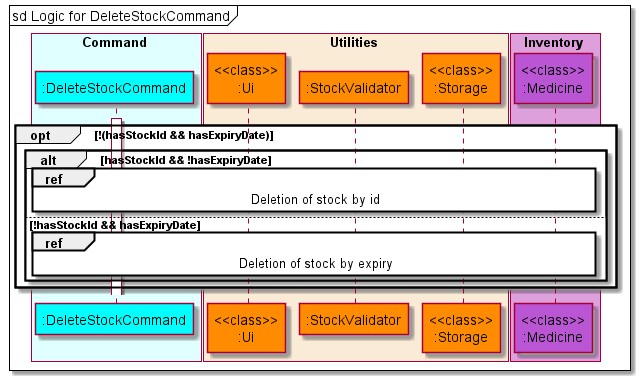 sd Logic for DeleteStockCommand
Command
Utilities
Inventory
:DeleteStockCommand
<<class>>
:Ui
:StockValidator
<<class>>
:Storage
<<class>>
:Medicine
opt [!(hasStockId && hasExpiryDate)]
alt [hasStockId && !hasExpiryDate]
ref
Deletion of stock by id
[!hasStockId && hasExpiryDate]
ref
Deletion of stock by expiry
:DeleteStockCommand
<<class>>
:Ui
:StockValidator
<<class>>
:Storage
<<class>>
:Medicine